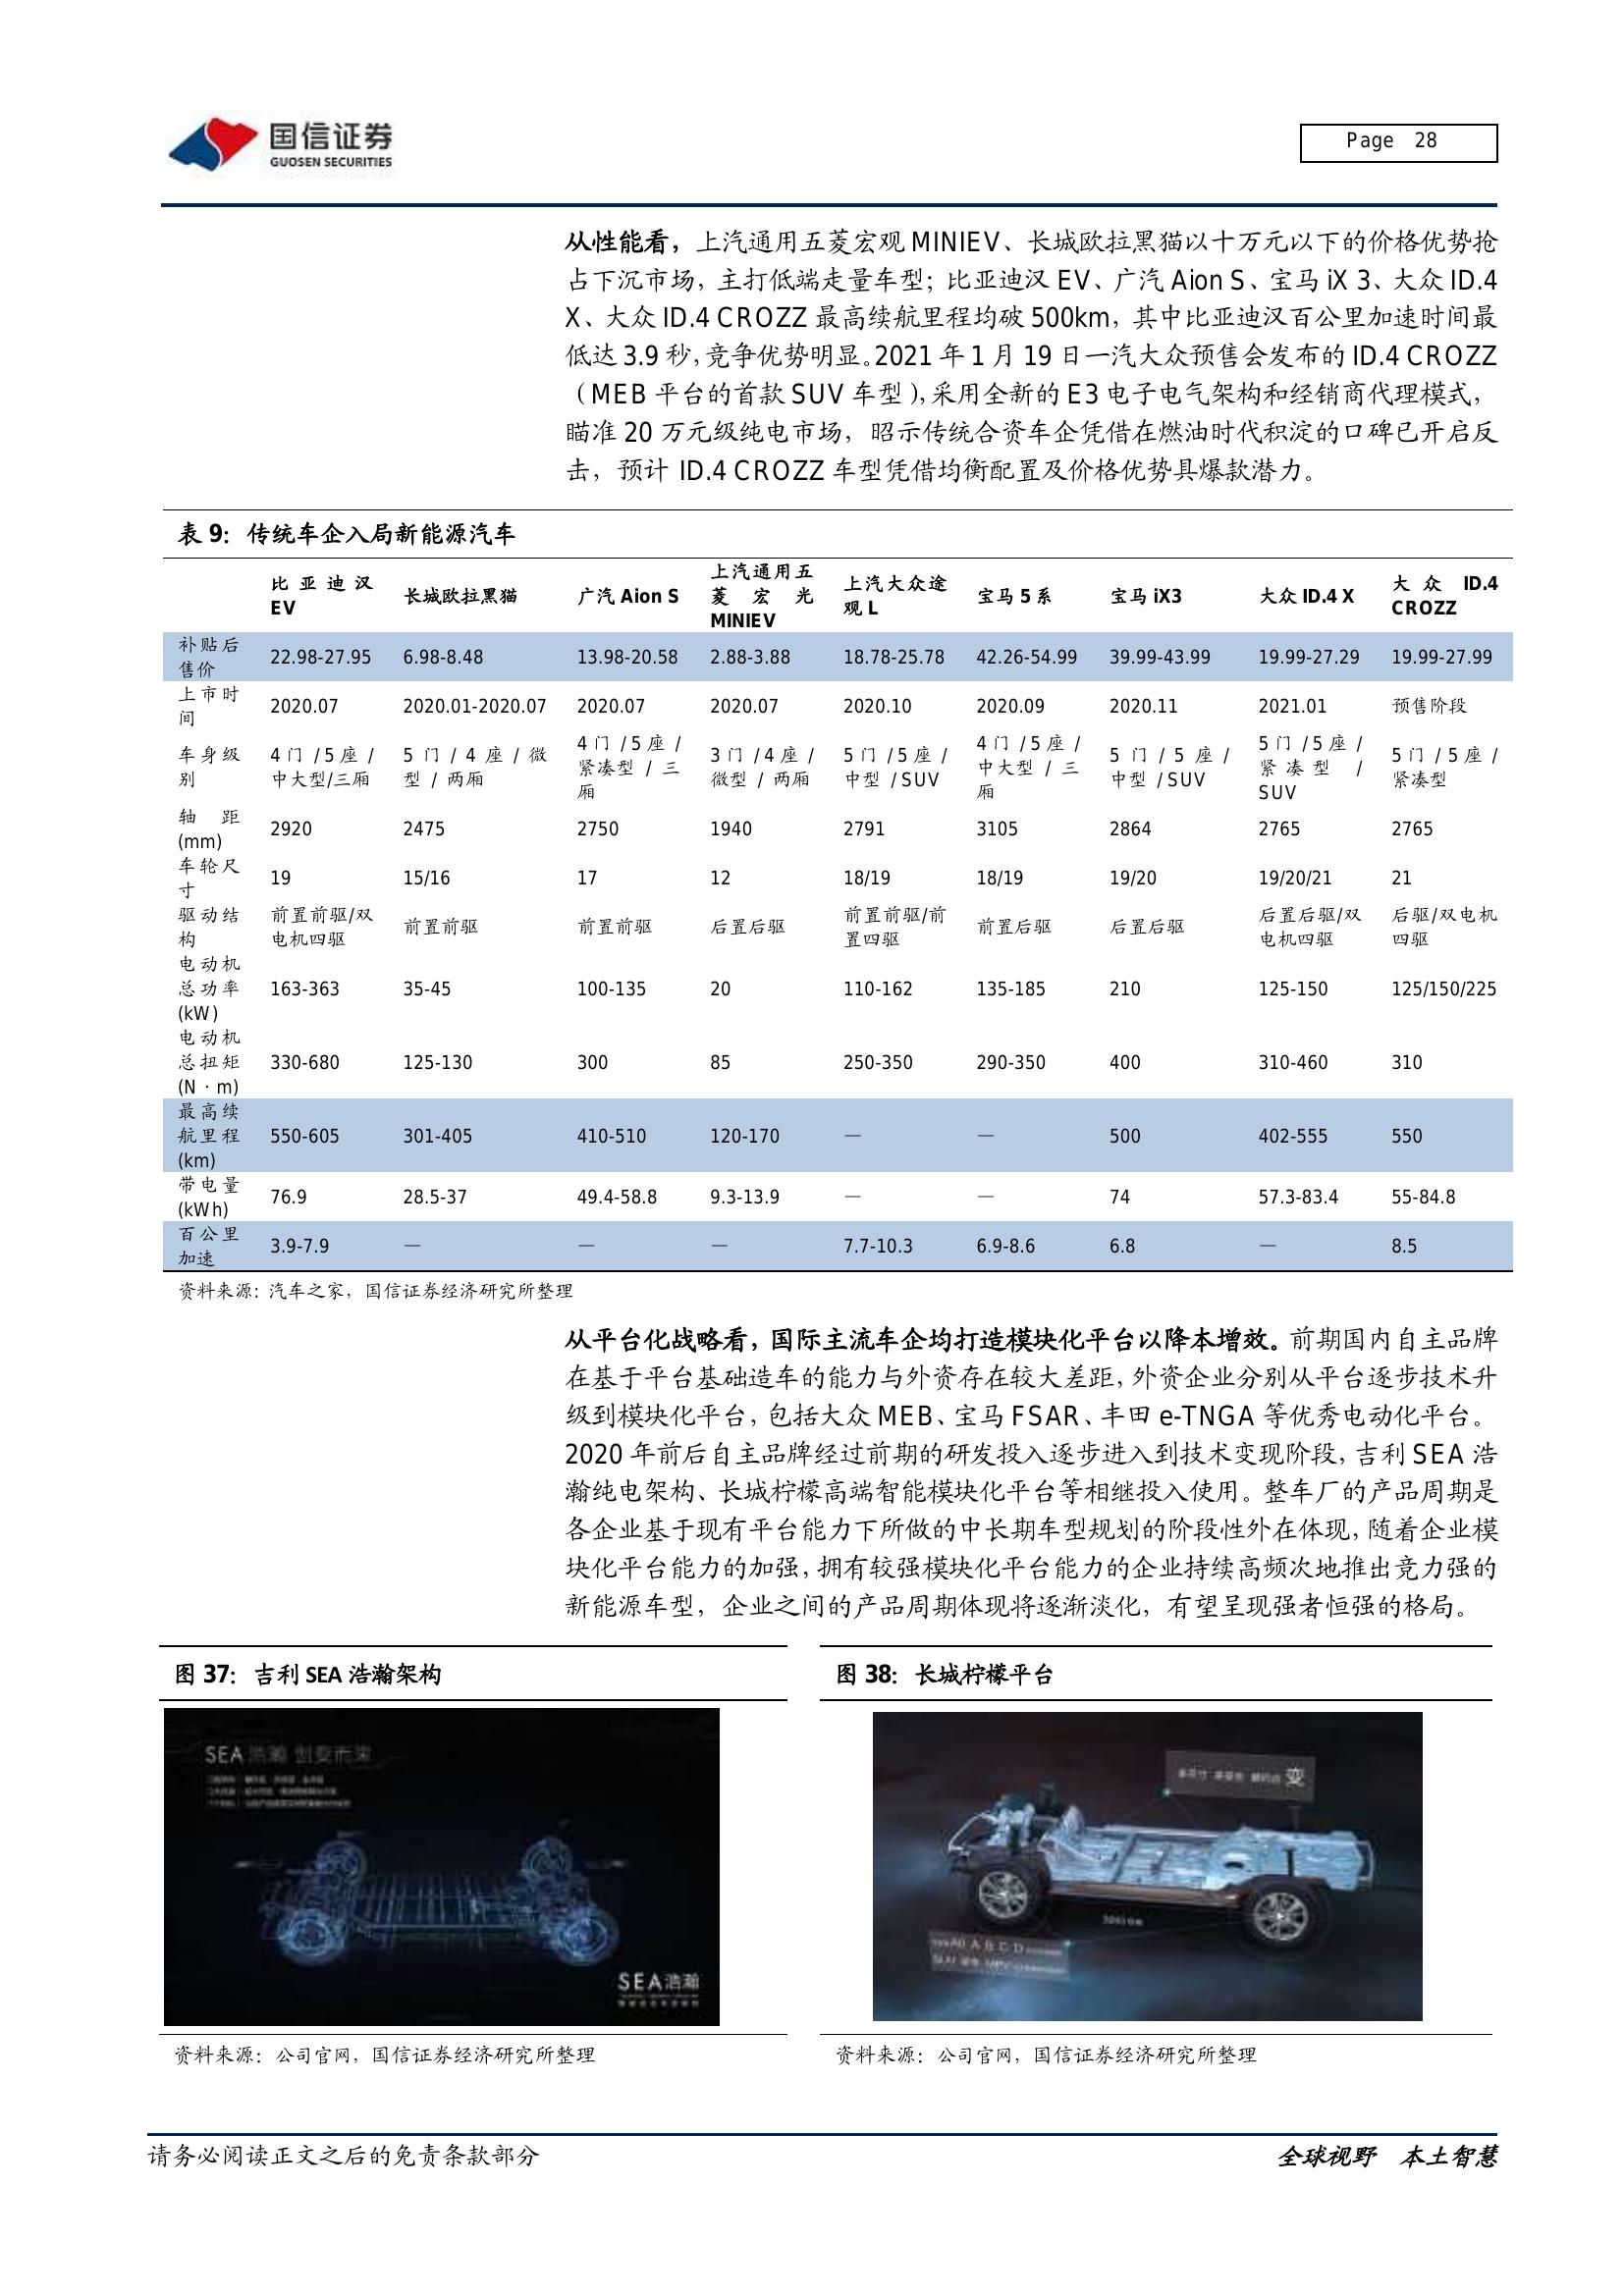 国信证券
GUOSEN SECURITIES
Page 28
从性能看，上汽通用五菱宏观 MINIEV、长城欧拉黑猫以十万元以下的价格优势抢
占下沉市场，主打低端走量车型；比亚迪汉 EV、广汽 Aion S、宝马 iX 3、大众 ID.4
X、大众 ID.4 CROZZ 最高续航里程均破 500km，其中比亚迪汉百公里加速时间最
低达 3.9 秒，竞争优势明显。2021 年 1 月 19 日一汽大众预售会发布的 ID.4 CROZZ
（MEB 平台的首款 SUV 车型），采用全新的 E3 电子电气架构和经销商代理模式，
瞄准 20 万元级纯电市场，昭示传统合资车企凭借在燃油时代积淀的口碑已开启反
击，预计 ID.4 CROZZ 车型凭借均衡配置及价格优势具爆款潜力。
表 9：传统车企入局新能源汽车
比亚迪汉 EV 长城欧拉黑猫 广汽 Aion S 上汽通用五菱宏光 MINIEV 上汽大众途观 L 宝马 5 系 宝马 iX3 大众 ID.4 X 大众 ID.4 CROZZ
补贴后售价 22.98-27.95 6.98-8.48 13.98-20.58 2.88-3.88 18.78-25.78 42.26-54.99 39.99-43.99 19.99-27.29 19.99-27.99
上市时间 2020.07 2020.01-2020.07 2020.07 2020.07 2020.10 2020.09 2020.11 2021.01 预售阶段
车身级别 4 门 /5 座 /中大型/三厢 5 门 / 4 座 / 微型 / 两厢 4 门 /5 座 /紧凑型 / 三厢 3 门 /4 座 /微型 / 两厢 5 门 /5 座 /中型 /SUV 4 门 /5 座 /中大型 / 三厢 5 门 / 5 座 /中型 /SUV 5 门 /5 座 /紧凑型 /SUV 5 门 /5 座 /紧凑型
轴距(mm) 2920 2475 2750 1940 2791 3105 2864 2765 2765
车轮尺寸 19 15/16 17 12 18/19 18/19 19/20 19/20/21 21
驱动结构 前置前驱/双电机四驱 前置前驱 前置前驱 后置后驱 前置前驱/前置四驱 前置后驱 后置后驱 后置后驱/双电机四驱 后驱/双电机四驱
电动机总功率(kW) 163-363 35-45 100-135 20 110-162 135-185 210 125-150 125/150/225
电动机总扭矩(N·m) 330-680 125-130 300 85 250-350 290-350 400 310-460 310
最高续航里程(km) 550-605 301-405 410-510 120-170 — — 500 402-555 550
带电量(kWh) 76.9 28.5-37 49.4-58.8 9.3-13.9 — — 74 57.3-83.4 55-84.8
百公里加速 3.9-7.9 — — — 7.7-10.3 6.9-8.6 6.8 — 8.5
资料来源：汽车之家，国信证券经济研究所整理
从平台化战略看，国际主流车企均打造模块化平台以降本增效。前期国内自主品牌
在基于平台基础造车的能力与外资存在较大差距，外资企业分别从平台逐步技术升
级到模块化平台，包括大众 MEB、宝马 FSAR、丰田 e-TNGA 等优秀电动化平台。
2020 年前后自主品牌经过前期的研发投入逐步进入到技术变现阶段，吉利 SEA 浩
瀚纯电架构、长城柠檬高端智能模块化平台等相继投入使用。整车厂的产品周期是
各企业基于现有平台能力下所做的中长期车型规划的阶段性外在体现，随着企业模
块化平台能力的加强，拥有较强模块化平台能力的企业持续高频次地推出竞力强的
新能源车型，企业之间的产品周期体现将逐渐淡化，有望呈现强者恒强的格局。
图 37：吉利 SEA 浩瀚架构
图 38：长城柠檬平台
SEA 浩瀚 创变未来
SEA浩瀚
变
A B C D
资料来源：公司官网，国信证券经济研究所整理
资料来源：公司官网，国信证券经济研究所整理
请务必阅读正文之后的免责条款部分
全球视野 本土智慧